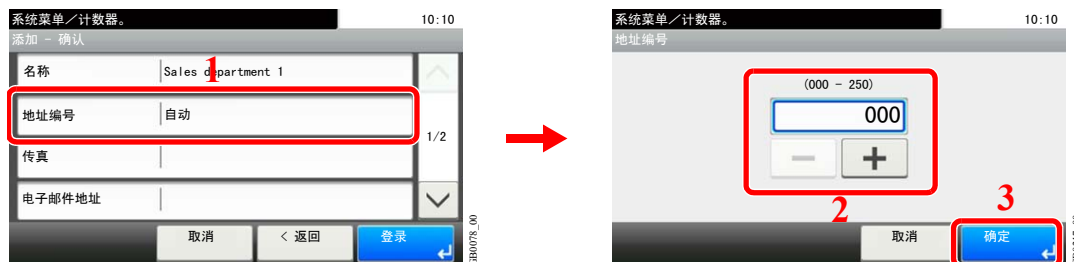 系统菜单／计数器。 10:10
添加 - 确认
名称 Sales department 1
1
地址编号 自动
1/2
传真
电子邮件地址
取消 < 返回 登录
GB0078_00
系统菜单／计数器。 10:10
地址编号
(000 - 250)
000
2
3
取消 确定